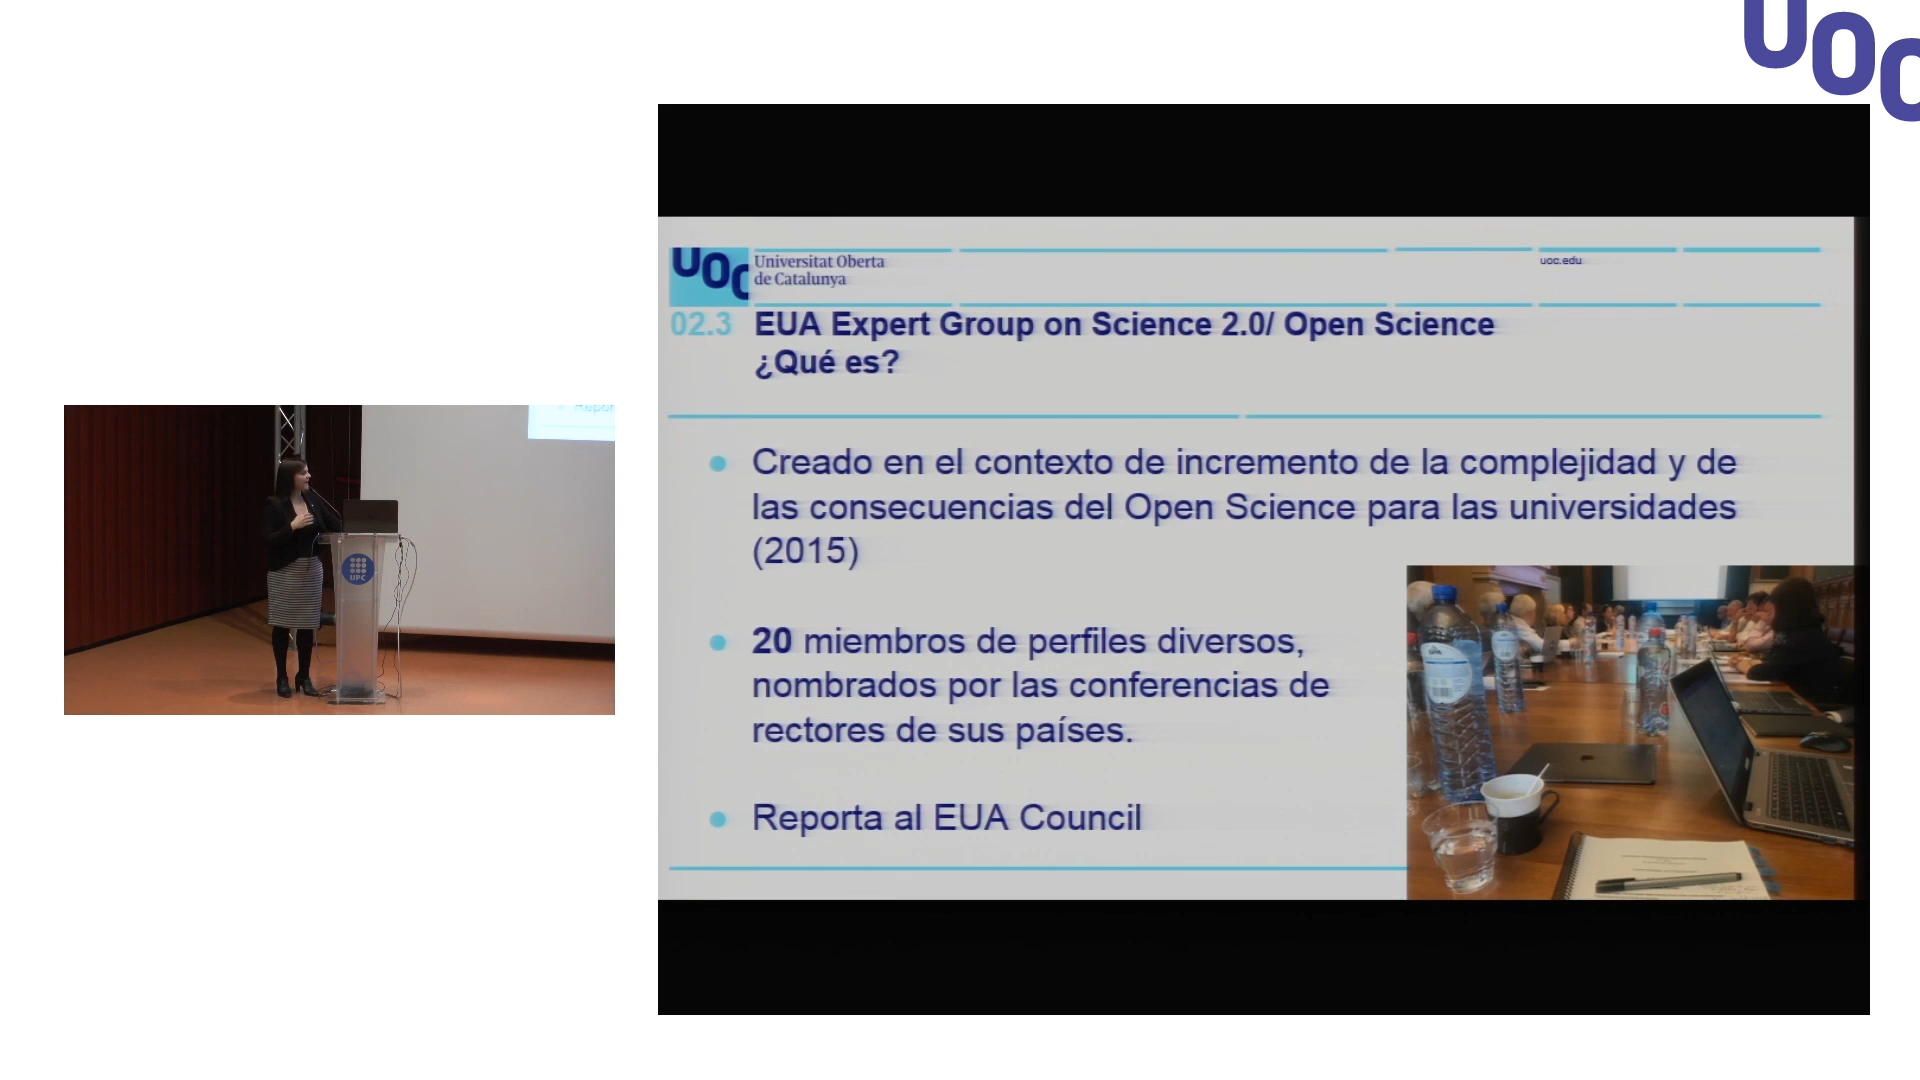 UOC
UOC
Universitat Oberta
de Catalunya
uoc.edu
02.3 EUA Expert Group on Science 2.0/ Open Science
¿Qué es?
Creado en el contexto de incremento de la complejidad y de
las consecuencias del Open Science para las universidades
(2015)
20 miembros de perfiles diversos,
nombrados por las conferencias de
rectores de sus países.
Reporta al EUA Council
Repor
UPC